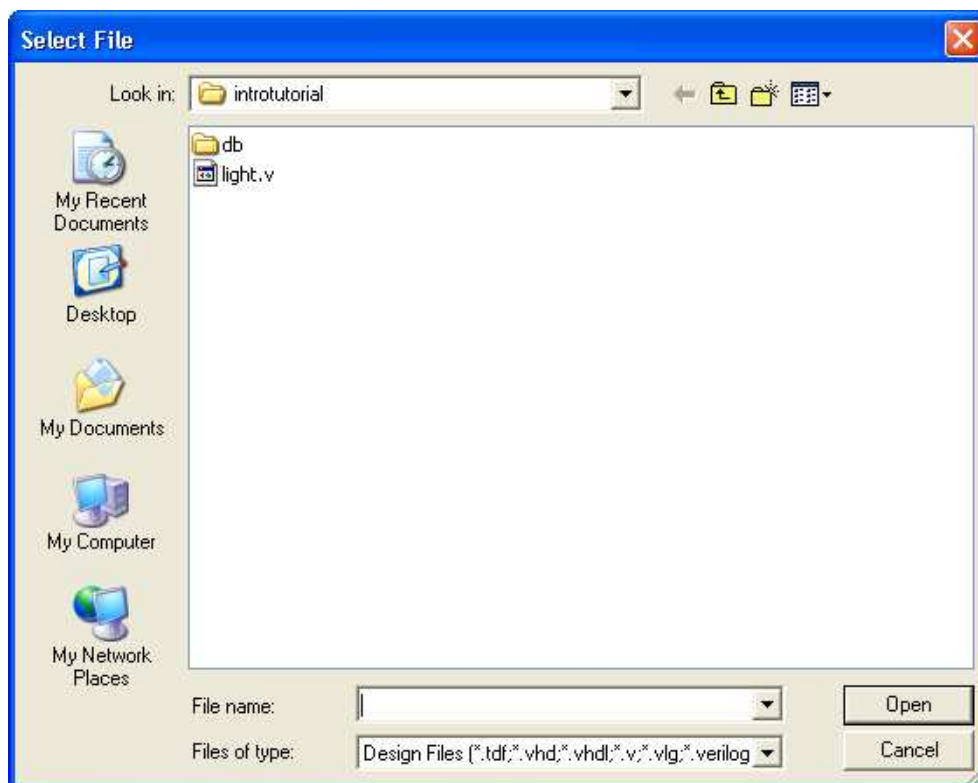 Select File
Look in:
introtutorial
db
light.v
My Recent
Documents
Desktop
My Documents
My Computer
My Network
Places
File name:
Open
Files of type:
Design Files (*.tdf;*.vhd;*.vhdl;*.v;*.vlg;*.verilog
Cancel